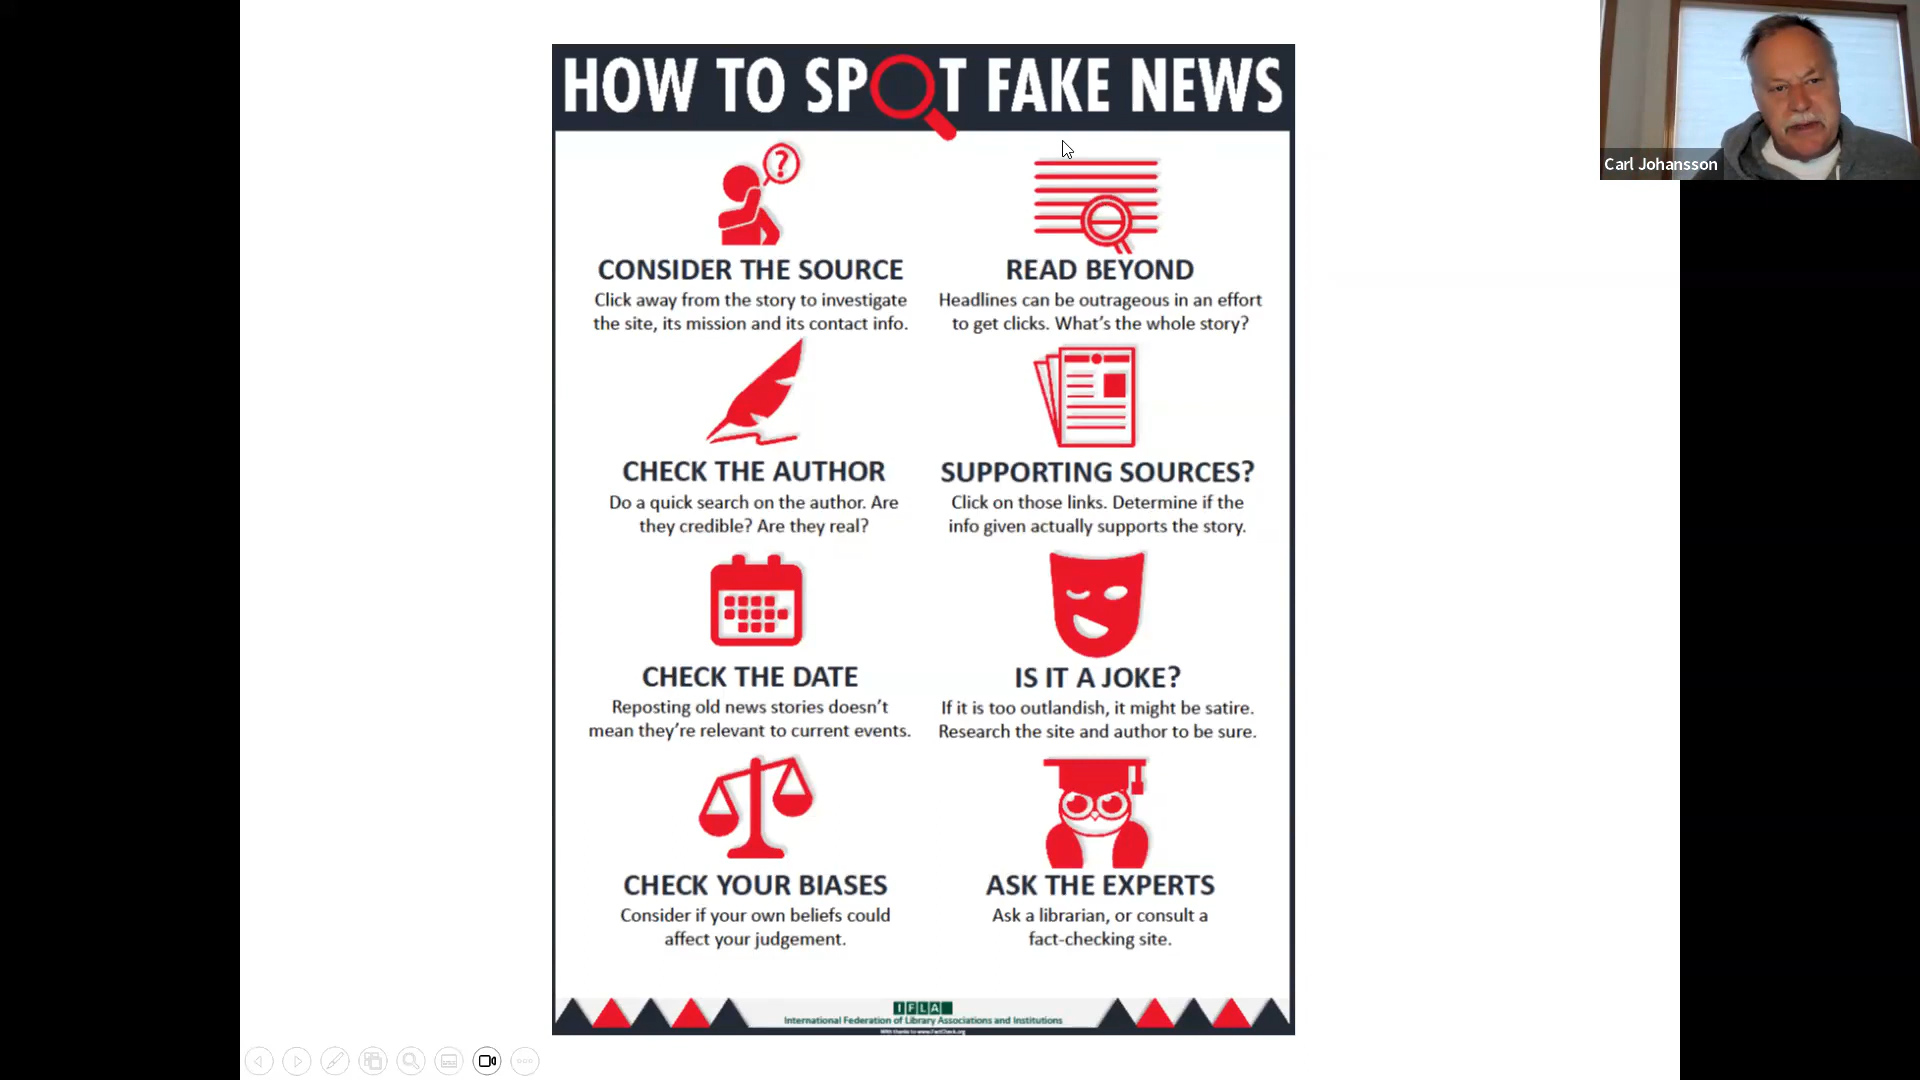 HOW TO SPOT FAKE NEWS
?
CONSIDER THE SOURCE
Click away from the story to investigate
the site, its mission and its contact info.
READ BEYOND
Headlines can be outrageous in an effort
to get clicks. What's the whole story?
CHECK THE AUTHOR
Do a quick search on the author. Are
they credible? Are they real?
SUPPORTING SOURCES?
Click on those links. Determine if the
info given actually supports the story.
CHECK THE DATE
Reposting old news stories doesn't
mean they're relevant to current events.
IS IT A JOKE?
If it is too outlandish, it might be satire.
Research the site and author to be sure.
CHECK YOUR BIASES
Consider if your own beliefs could
affect your judgement.
ASK THE EXPERTS
Ask a librarian, or consult a
fact-checking site.
IFLA
International Federation of Library Associations and Institutions
With thanks to www.FactCheck.org
Carl Johansson